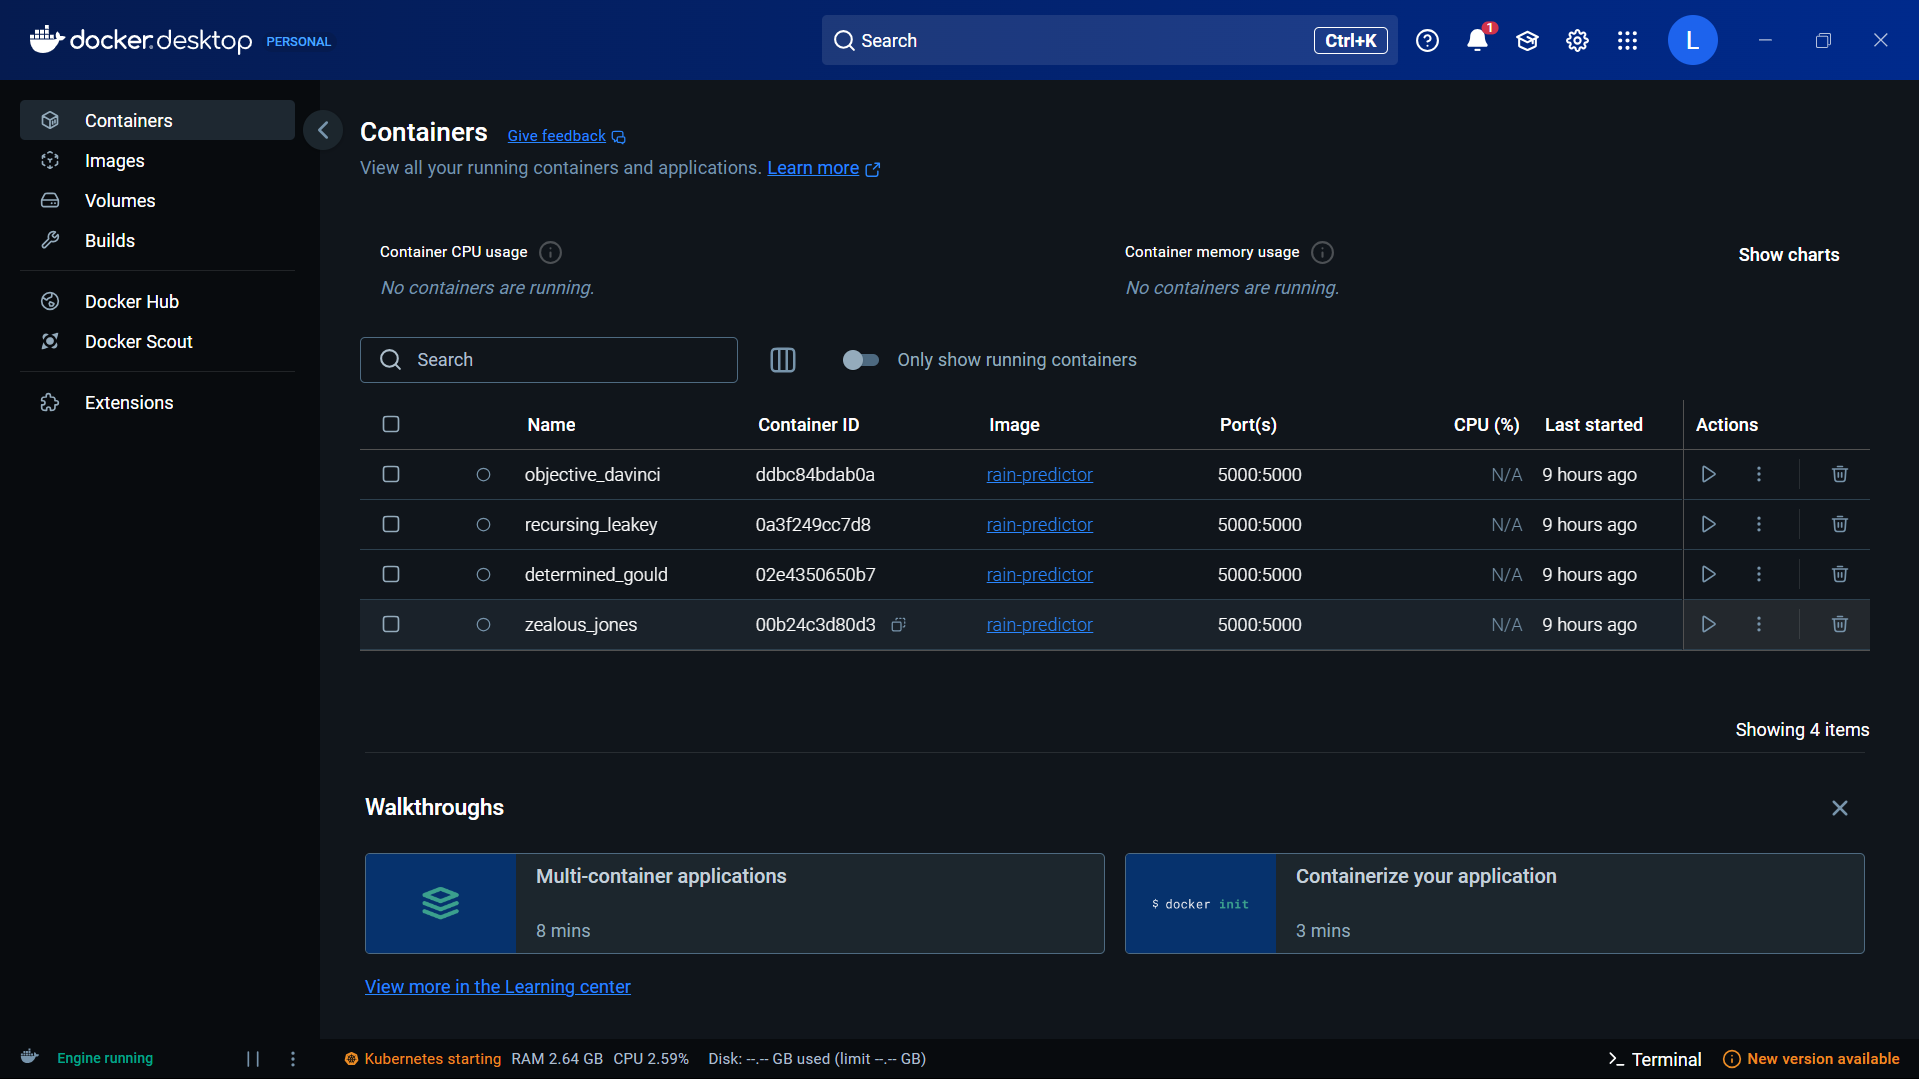 docker.desktop PERSONAL
Search Ctrl+K
1
L
Containers
Images
Volumes
Builds
Docker Hub
Docker Scout
Extensions
Containers Give feedback
View all your running containers and applications. Learn more
Container CPU usage
No containers are running.
Container memory usage
No containers are running.
Show charts
Search
Only show running containers
Name Container ID Image Port(s) CPU (%) Last started Actions
objective_davinci ddbc84bdab0a rain-predictor 5000:5000 N/A 9 hours ago
recursing_leakey 0a3f249cc7d8 rain-predictor 5000:5000 N/A 9 hours ago
determined_gould 02e4350650b7 rain-predictor 5000:5000 N/A 9 hours ago
zealous_jones 00b24c3d80d3 rain-predictor 5000:5000 N/A 9 hours ago
Showing 4 items
Walkthroughs
Multi-container applications
8 mins
$ docker init
Containerize your application
3 mins
View more in the Learning center
Engine running
Kubernetes starting RAM 2.64 GB CPU 2.59% Disk: --.-- GB used (limit --.-- GB)
Terminal
New version available